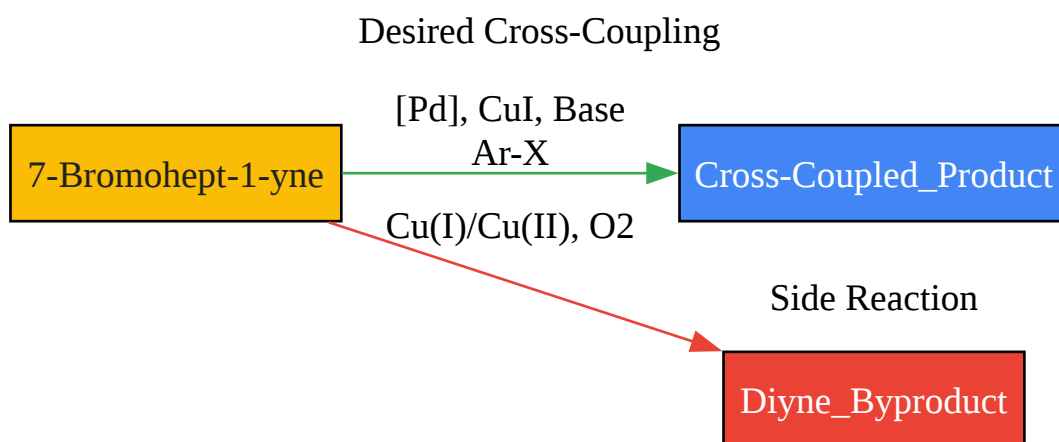 Desired Cross-Coupling
[Pd], CuI, Base
Ar-X
7-Bromohept-1-yne
Cross-Coupled_Product
Cu(I)/Cu(II), O2
Side Reaction
Diyne_Byproduct